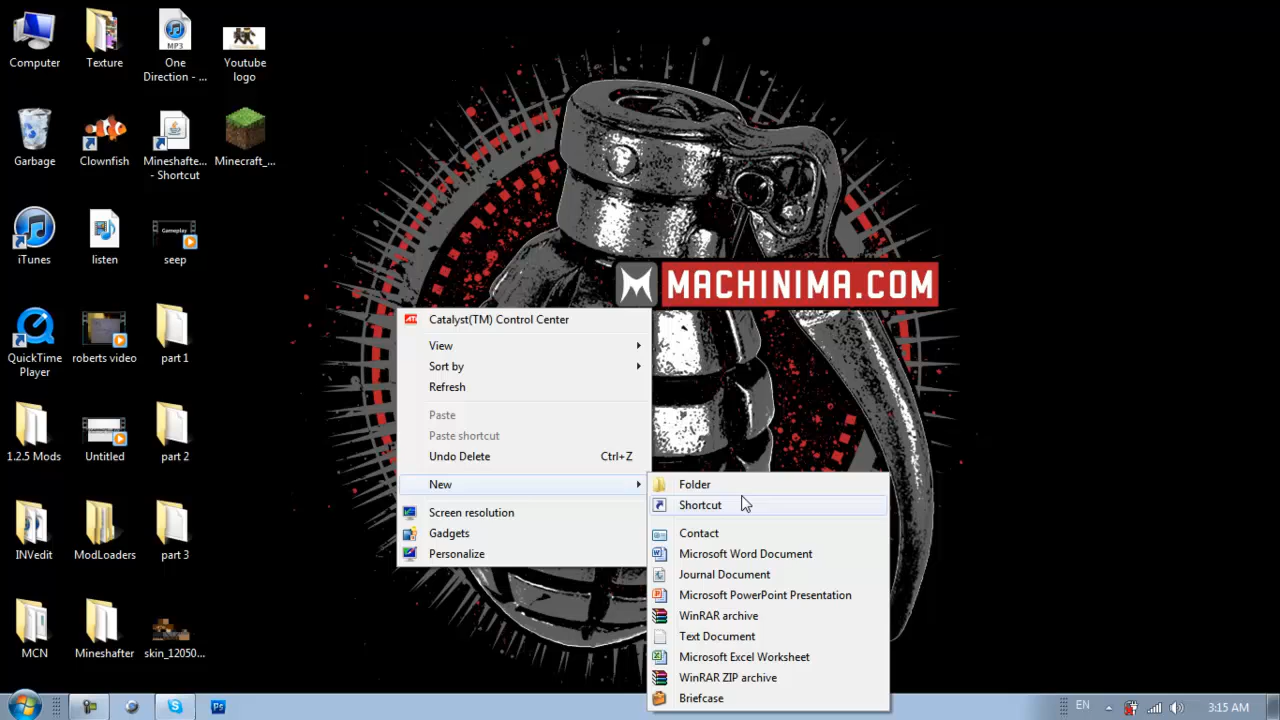 Computer
Texture
MP3
One
Direction - ...
Youtube
logo
Garbage
Clownfish
Mineshafte...
- Shortcut
Minecraft_...
iTunes
listen
Gameplay
seep
QuickTime
Player
roberts video
part 1
1.2.5 Mods
Untitled
part 2
INVedit
ModLoaders
part 3
MCN
Mineshafter
skin_12050...
MACHINIMA.COM
Catalyst(TM) Control Center
View
Sort by
Refresh
Paste
Paste shortcut
Undo Delete Ctrl+Z
New
Screen resolution
Gadgets
Personalize
Folder
Shortcut
Contact
Microsoft Word Document
Journal Document
Microsoft PowerPoint Presentation
WinRAR archive
Text Document
Microsoft Excel Worksheet
WinRAR ZIP archive
Briefcase
Ps
EN
3:15 AM